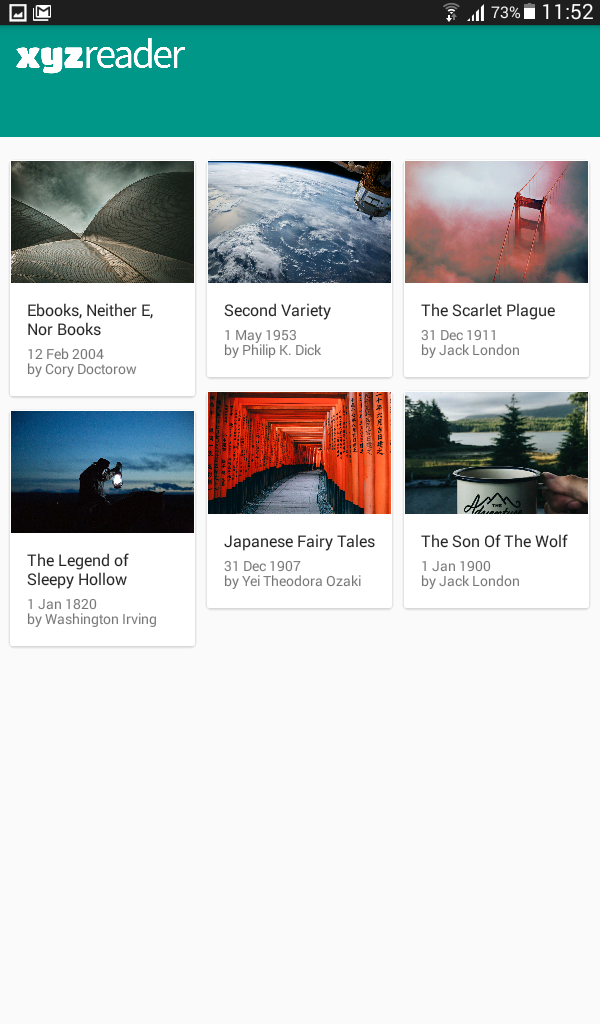 73% 11:52
xyzreader
Ebooks, Neither E,
Nor Books
12 Feb 2004
by Cory Doctorow
Second Variety
1 May 1953
by Philip K. Dick
The Scarlet Plague
31 Dec 1911
by Jack London
The Legend of
Sleepy Hollow
1 Jan 1820
by Washington Irving
Japanese Fairy Tales
31 Dec 1907
by Yei Theodora Ozaki
THE
Adventure
The Son Of The Wolf
1 Jan 1900
by Jack London